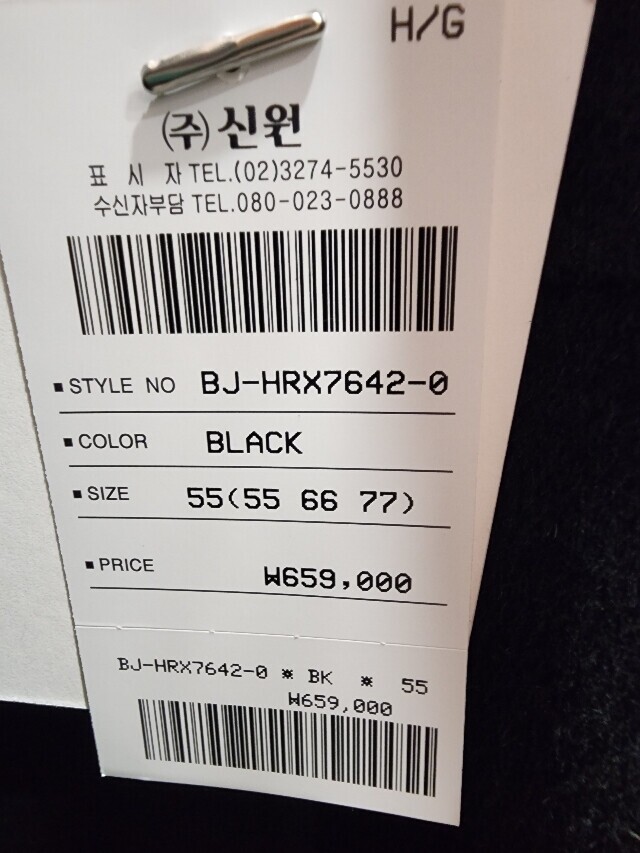 H/G
(주)신원
표 시 자 TEL.(02)3274-5530
수신자부담 TEL.080-023-0888
■ STYLE NO BJ-HRX7642-0
■ COLOR BLACK
■ SIZE 55(55 66 77)
■ PRICE ₩659,000
BJ-HRX7642-0 * BK * 55
₩659,000